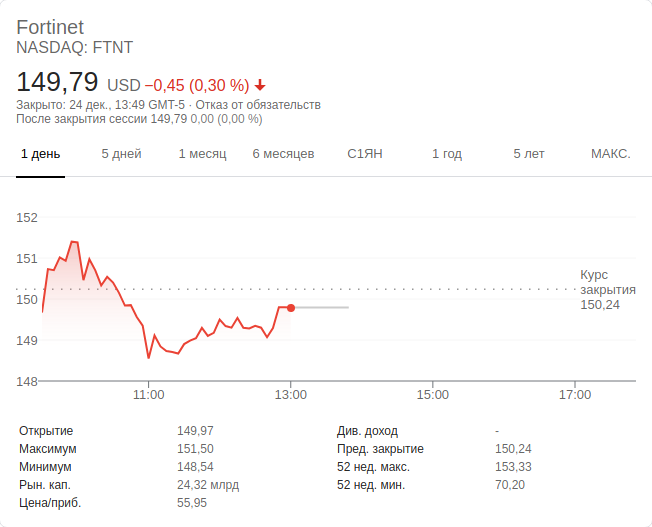 Fortinet
NASDAQ: FTNT
149,79 USD −0,45 (0,30 %)
Закрыто: 24 дек., 13:49 GMT-5 · Отказ от обязательств
После закрытия сессии 149,79 0,00 (0,00 %)
1 день 5 дней 1 месяц 6 месяцев С1ЯН 1 год 5 лет МАКС.
152
151
150
149
148
Курс
закрытия
150,24
11:00 13:00 15:00 17:00
Открытие 149,97 Див. доход -
Максимум 151,50 Пред. закрытие 150,24
Минимум 148,54 52 нед. макс. 153,33
Рын. кап. 24,32 млрд 52 нед. мин. 70,20
Цена/приб. 55,95